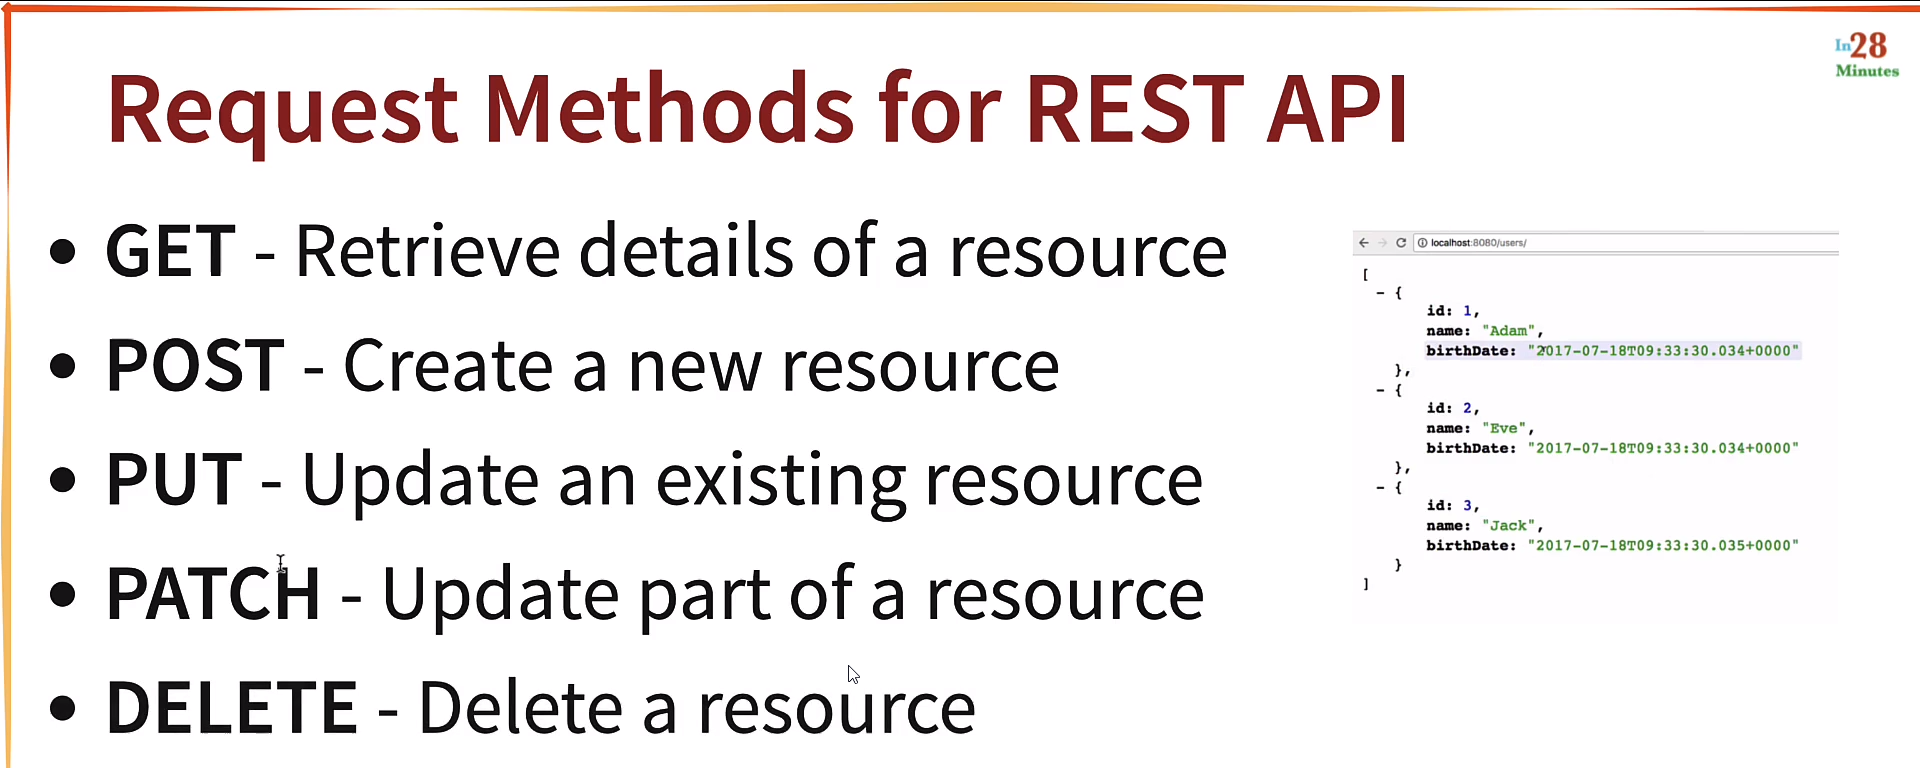 In28
Minutes
Request Methods for REST API
• GET - Retrieve details of a resource
• POST - Create a new resource
• PUT - Update an existing resource
• PATCH - Update part of a resource
• DELETE - Delete a resource
localhost:8080/users/
[
- {
id: 1,
name: "Adam",
birthDate: "2017-07-18T09:33:30.034+0000"
},
- {
id: 2,
name: "Eve",
birthDate: "2017-07-18T09:33:30.034+0000"
},
- {
id: 3,
name: "Jack",
birthDate: "2017-07-18T09:33:30.035+0000"
}
]